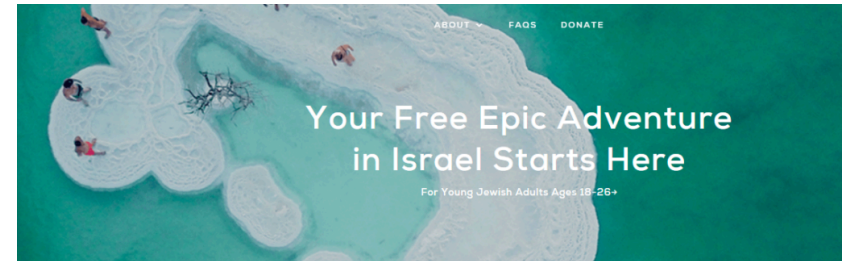 ABOUT FAQS DONATE
Your Free Epic Adventure
in Israel Starts Here
For Young Jewish Adults Ages 18-26+